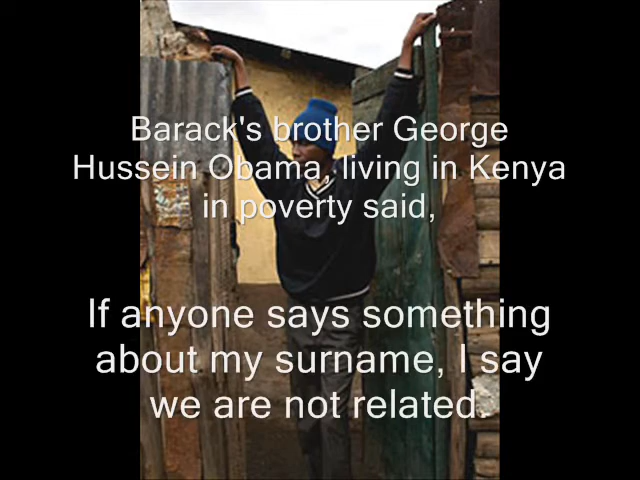 Barack's brother George
Hussein Obama, living in Kenya
in poverty said,
If anyone says something
about my surname, I say
we are not related.